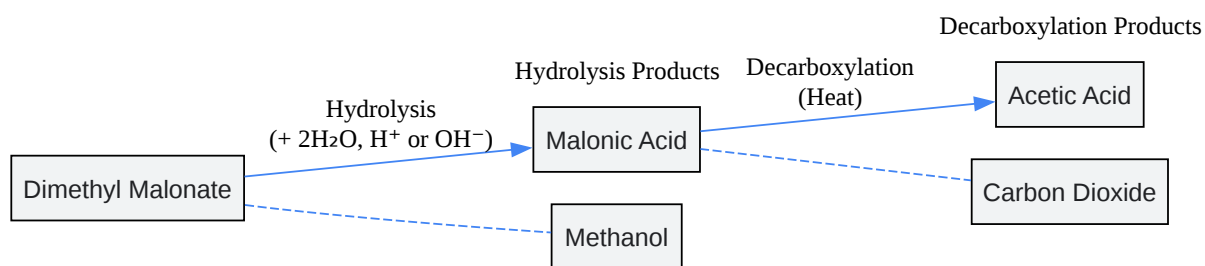 Decarboxylation Products
Hydrolysis Products
Decarboxylation
(Heat)
Acetic Acid
Hydrolysis
(+ 2H₂O, H⁺ or OH⁻)
Malonic Acid
Dimethyl Malonate
Carbon Dioxide
Methanol